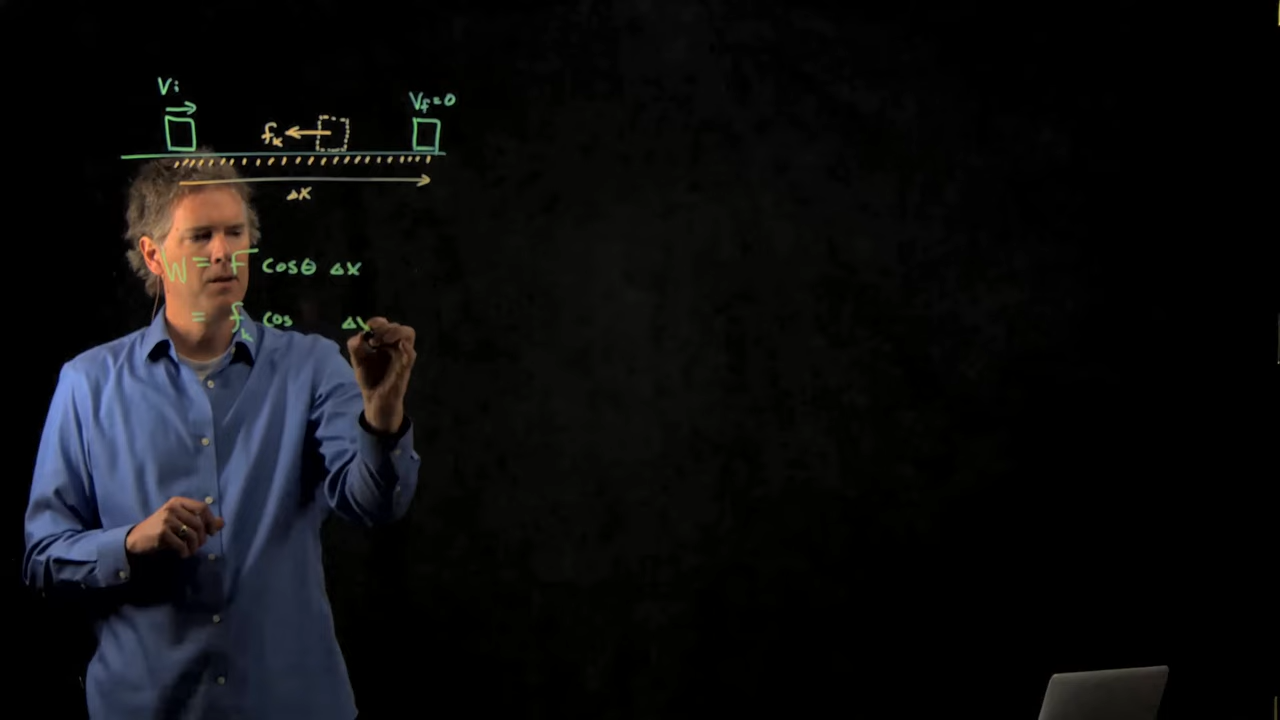 Vi
Vf=0
fk
Δx
W = F cosθ Δx
= fk cos Δx